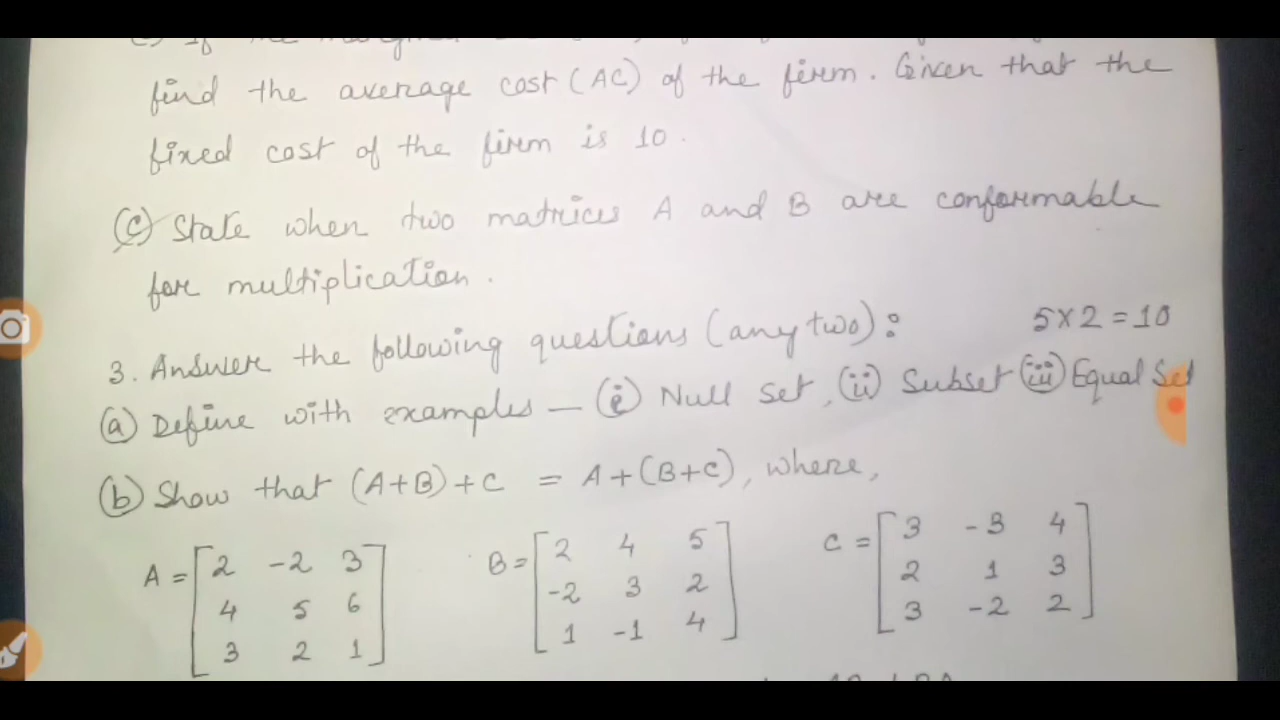 find the average cost (AC) of the firm. Given that the
fixed cost of the firm is 10.
(c) State when two matrices A and B are conformable
for multiplication.
3. Answer the following questions (any two): 5×2=10
(a) Define with examples — (i) Null set, (ii) Subset (iii) Equal Set
(b) Show that (A+B)+C = A+(B+C), where,
A = [2 -2 3 B = [2 4 5 C = [3 -3 4
4 5 6 -2 3 2 2 1 3
3 2 1] 1 -1 4] 3 -2 2]